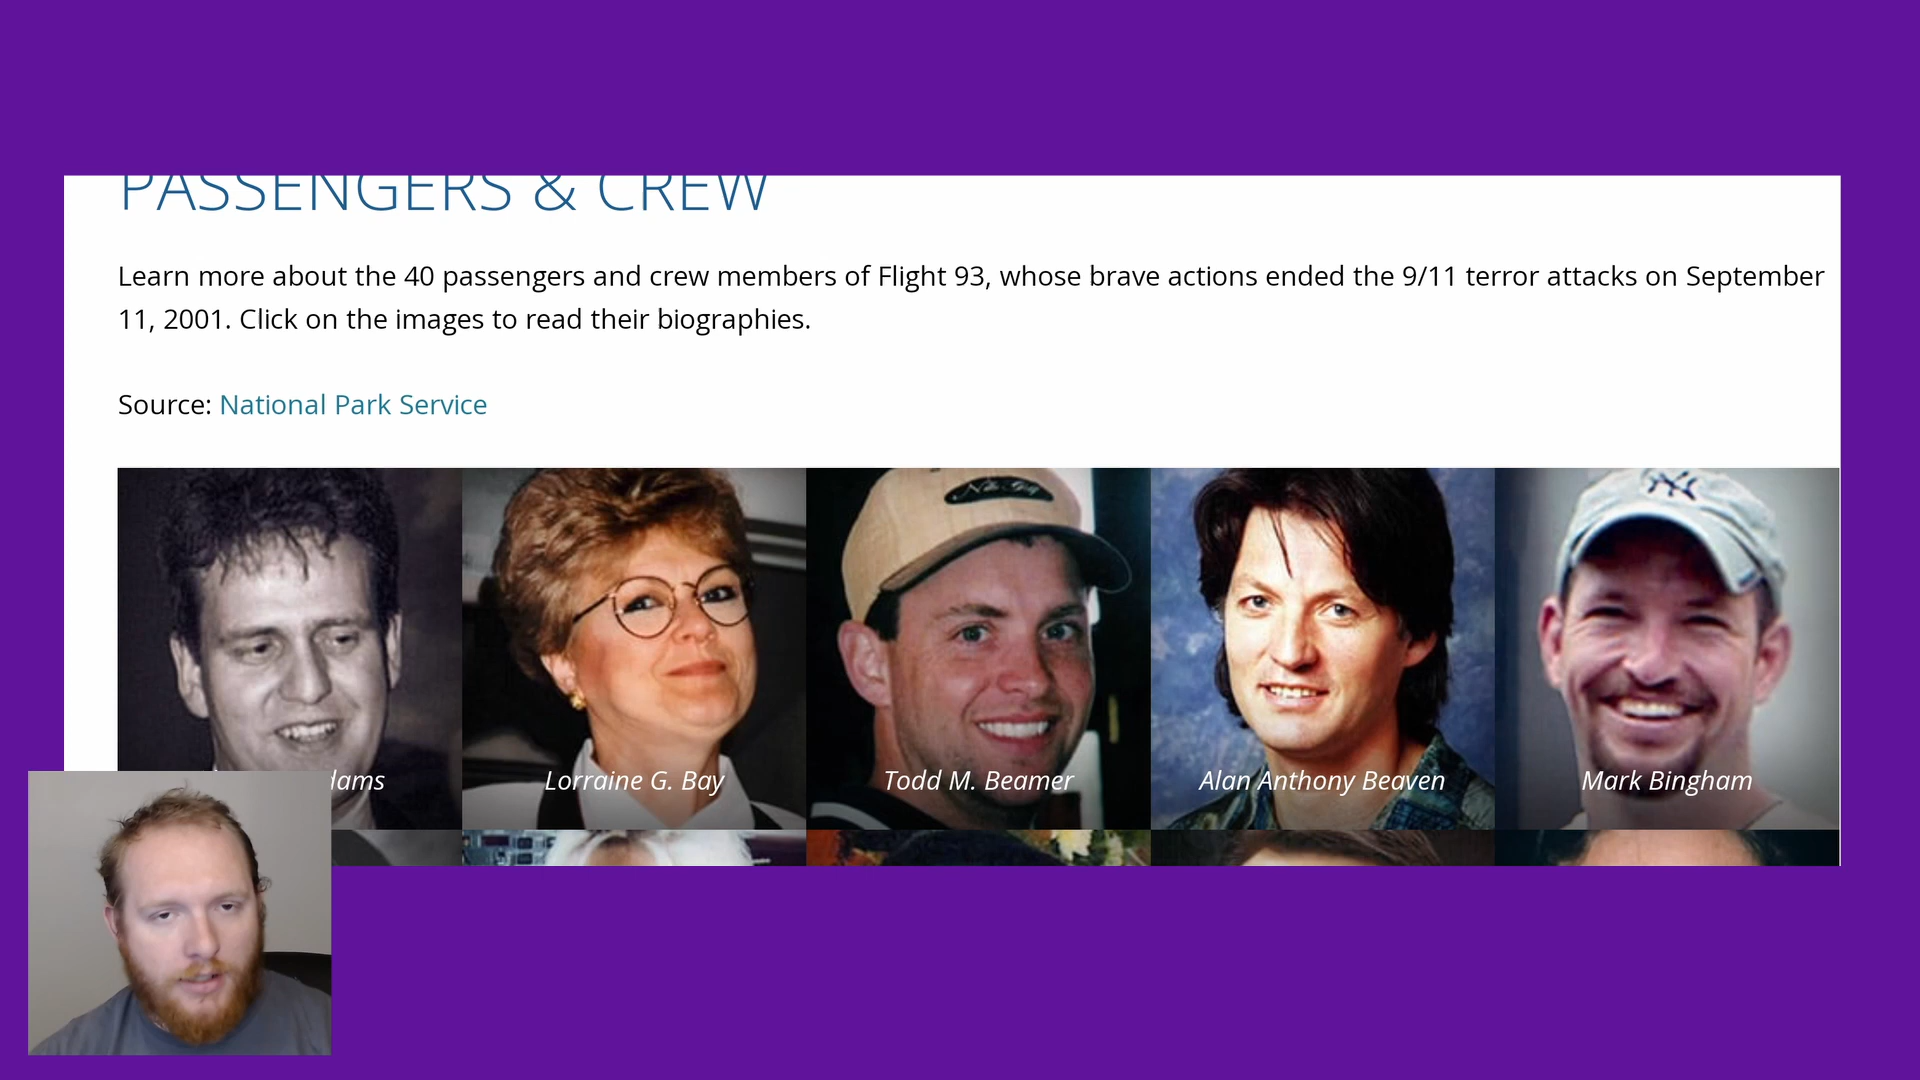 PASSENGERS & CREW
Learn more about the 40 passengers and crew members of Flight 93, whose brave actions ended the 9/11 terror attacks on September
11, 2001. Click on the images to read their biographies.
Source: National Park Service
NY
Lorraine G. Bay
Todd M. Beamer
Alan Anthony Beaven
Mark Bingham